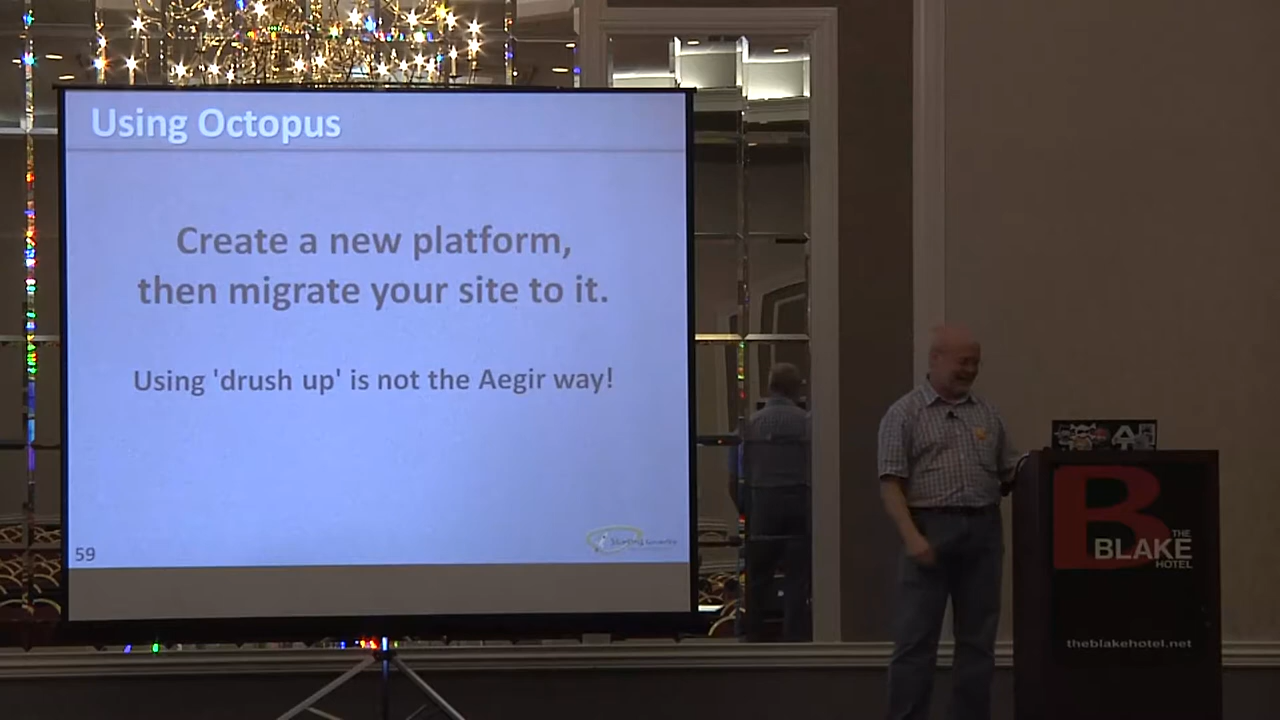 Using Octopus
Create a new platform,
then migrate your site to it.
Using 'drush up' is not the Aegir way!
59
B
THE
BLAKE
HOTEL
theblakehotel.net